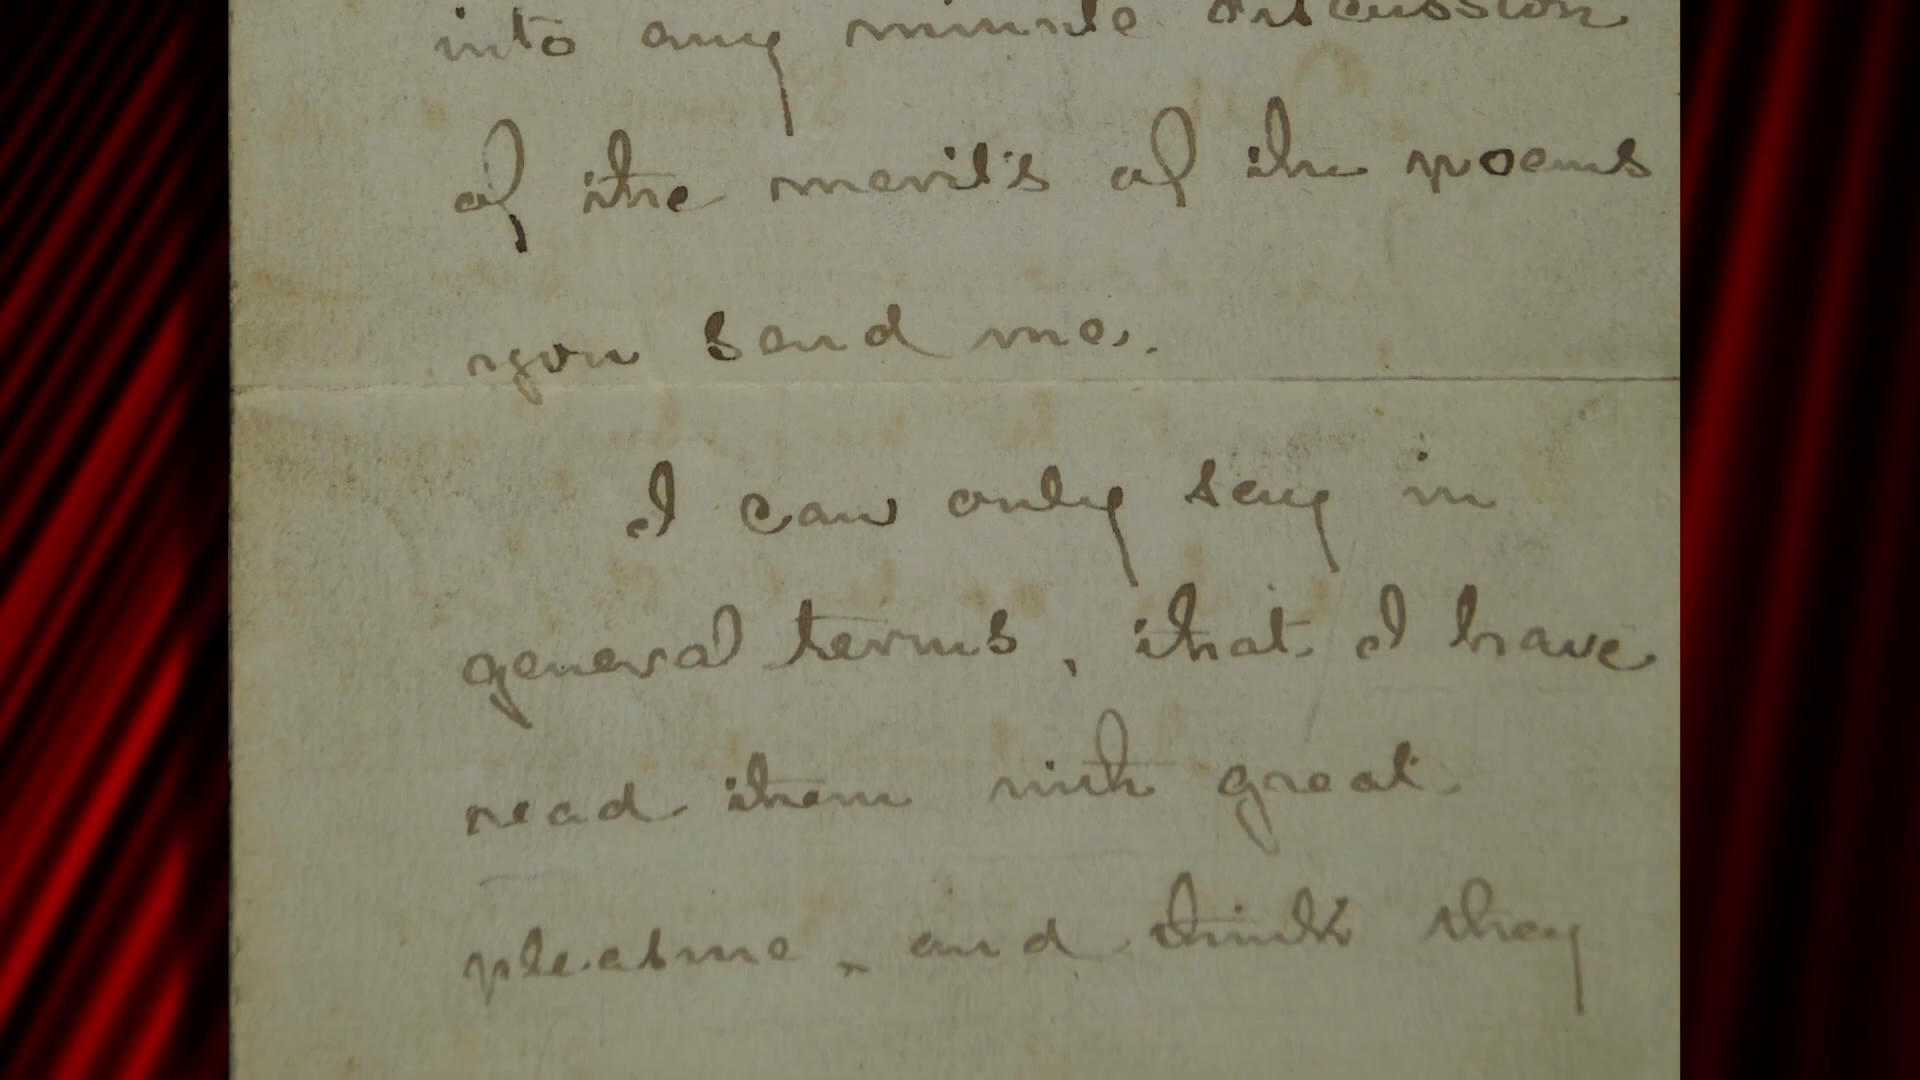 into any minute discussion
of the merits of the poems
you send me.
I can only say in
general terms, that I have
read them with great
pleasure, and think they